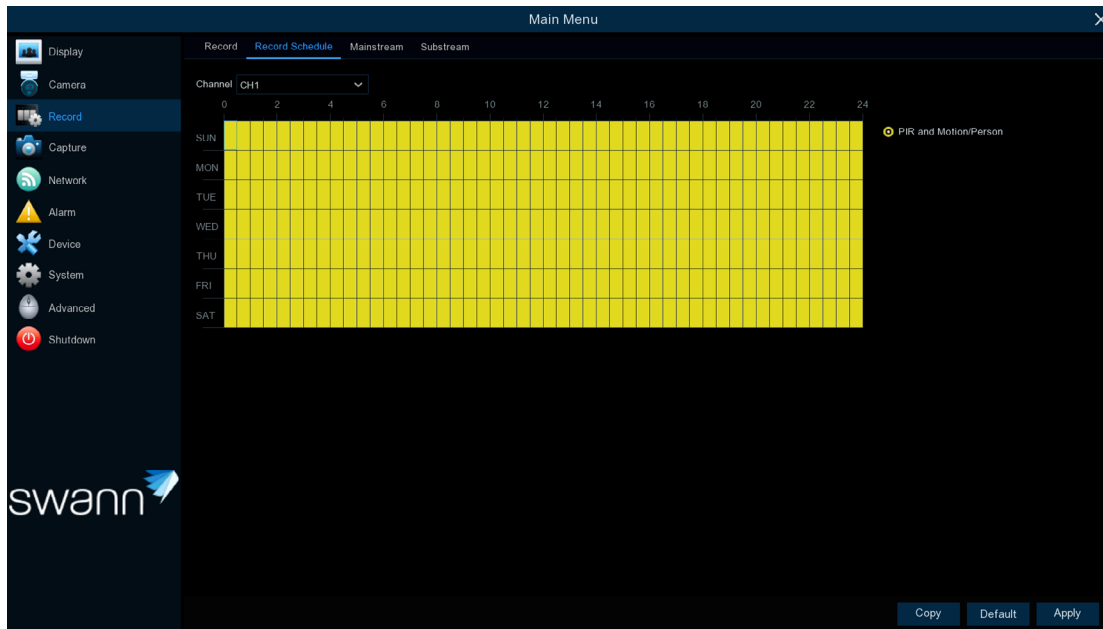 Main Menu
Display
Camera
Record
Capture
Network
Alarm
Device
System
Advanced
Shutdown
swann
Record Record Schedule Mainstream Substream
Channel CH1
0 2 4 6 8 10 12 14 16 18 20 22 24
SUN
MON
TUE
WED
THU
FRI
SAT
PIR and Motion/Person
Copy Default Apply